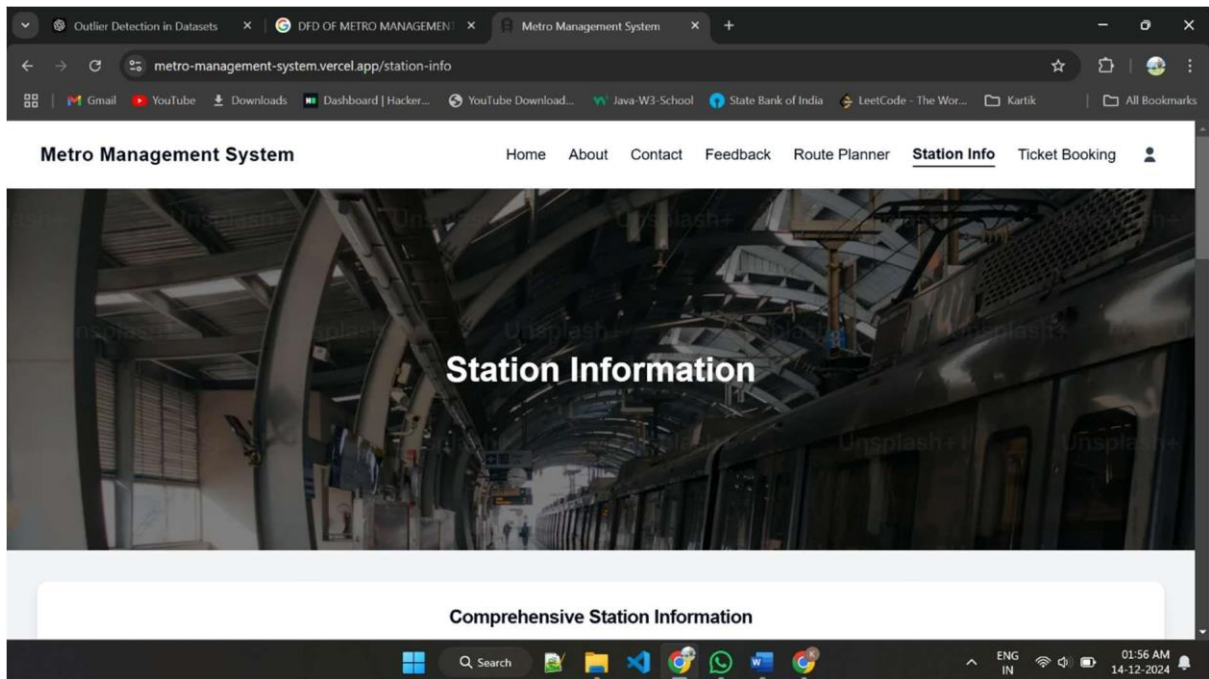 Outlier Detection in Datasets
DFD OF METRO MANAGEMENT
Metro Management System
metro-management-system.vercel.app/station-info
Gmail YouTube Downloads Dashboard | Hacker... YouTube Download... Java-W3-School State Bank of India LeetCode - The Wor... Kartik All Bookmarks
Metro Management System Home About Contact Feedback Route Planner Station Info Ticket Booking
Unsplash+
Station Information
Unsplash+
Comprehensive Station Information
Search
ENG
IN
01:56 AM
14-12-2024